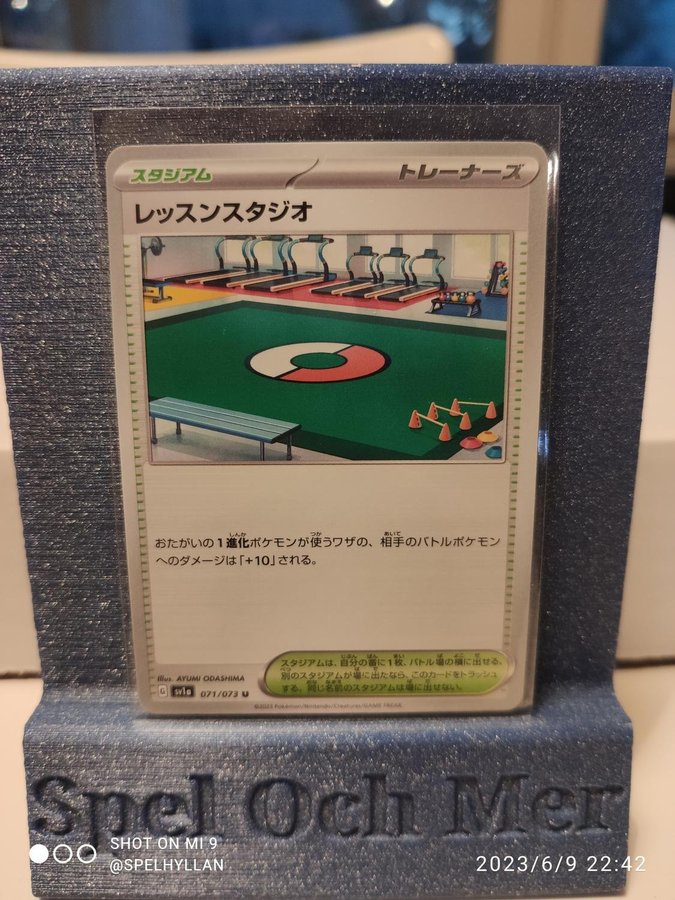 スタジアム
トレーナーズ
レッスンスタジオ
おたがいの1進化ポケモンが使うワザの、相手のバトルポケモン
へのダメージは「+10」される。
スタジアムは、自分の番に1枚、バトル場の横に出せる。
別のスタジアムが場に出たなら、このカードをトラッシュ
する。同じ名前のスタジアムは場に出せない。
Illus. AYUMI ODASHIMA
G sv1a 071/073 U
©2023 Pokémon/Nintendo/Creatures/GAME FREAK
Spel Och Mer
SHOT ON MI 9
@SPELHYLLAN
2023/6/9 22:42